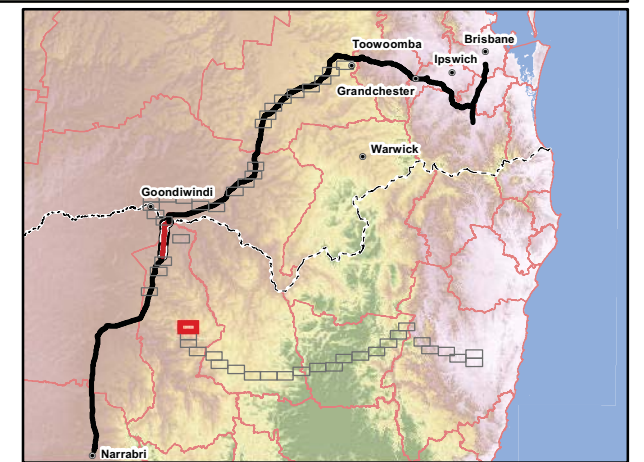 Brisbane
Toowoomba
Ipswich
Grandchester
Warwick
Goondiwindi
Narrabri